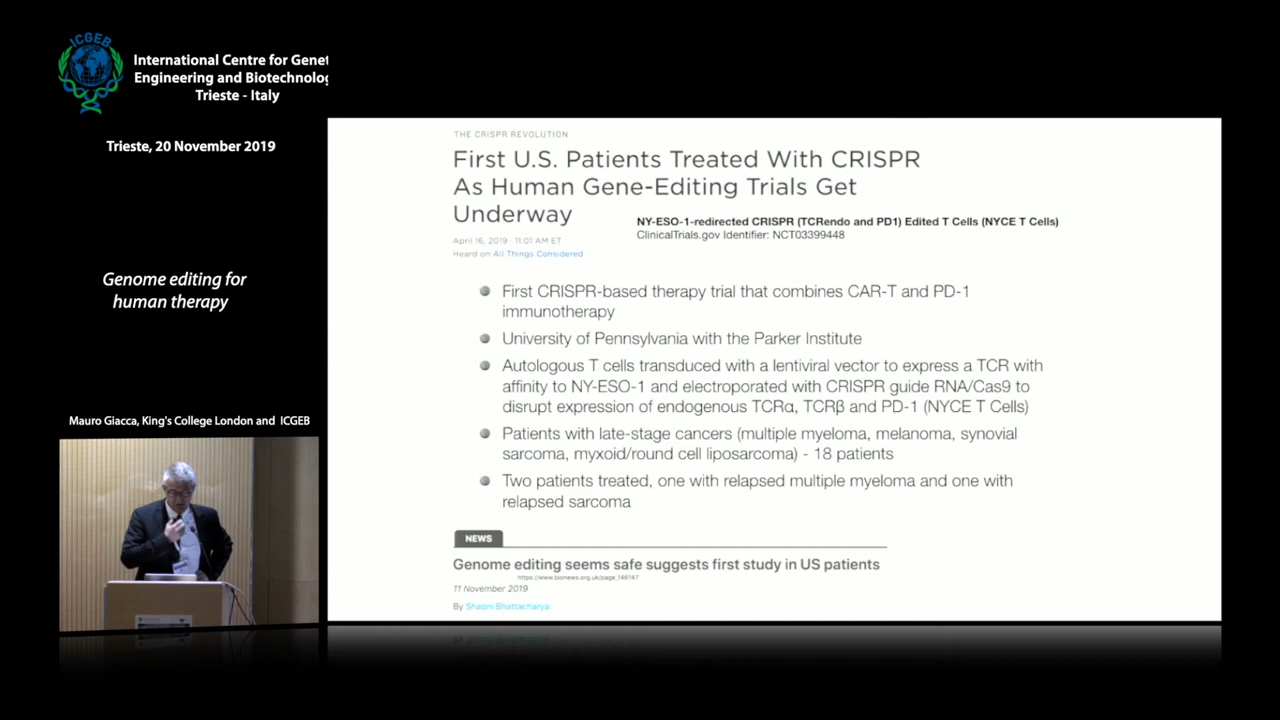 ICGEB
International Centre for Genet
Engineering and Biotechnolog
Trieste - Italy
Trieste, 20 November 2019
Genome editing for
human therapy
Mauro Giacca, King's College London and ICGEB
THE CRISPR REVOLUTION
First U.S. Patients Treated With CRISPR
As Human Gene-Editing Trials Get
Underway
NY-ESO-1-redirected CRISPR (TCRendo and PD1) Edited T Cells (NYCE T Cells)
ClinicalTrials.gov Identifier: NCT03399448
April 16, 2019 · 11:01 AM ET
Heard on All Things Considered
First CRISPR-based therapy trial that combines CAR-T and PD-1
immunotherapy
University of Pennsylvania with the Parker Institute
Autologous T cells transduced with a lentiviral vector to express a TCR with
affinity to NY-ESO-1 and electroporated with CRISPR guide RNA/Cas9 to
disrupt expression of endogenous TCRα, TCRβ and PD-1 (NYCE T Cells)
Patients with late-stage cancers (multiple myeloma, melanoma, synovial
sarcoma, myxoid/round cell liposarcoma) - 18 patients
Two patients treated, one with relapsed multiple myeloma and one with
relapsed sarcoma
NEWS
Genome editing seems safe suggests first study in US patients
https://www.bionews.org.uk/page_146147
11 November 2019
By Shaoni Bhattacharya